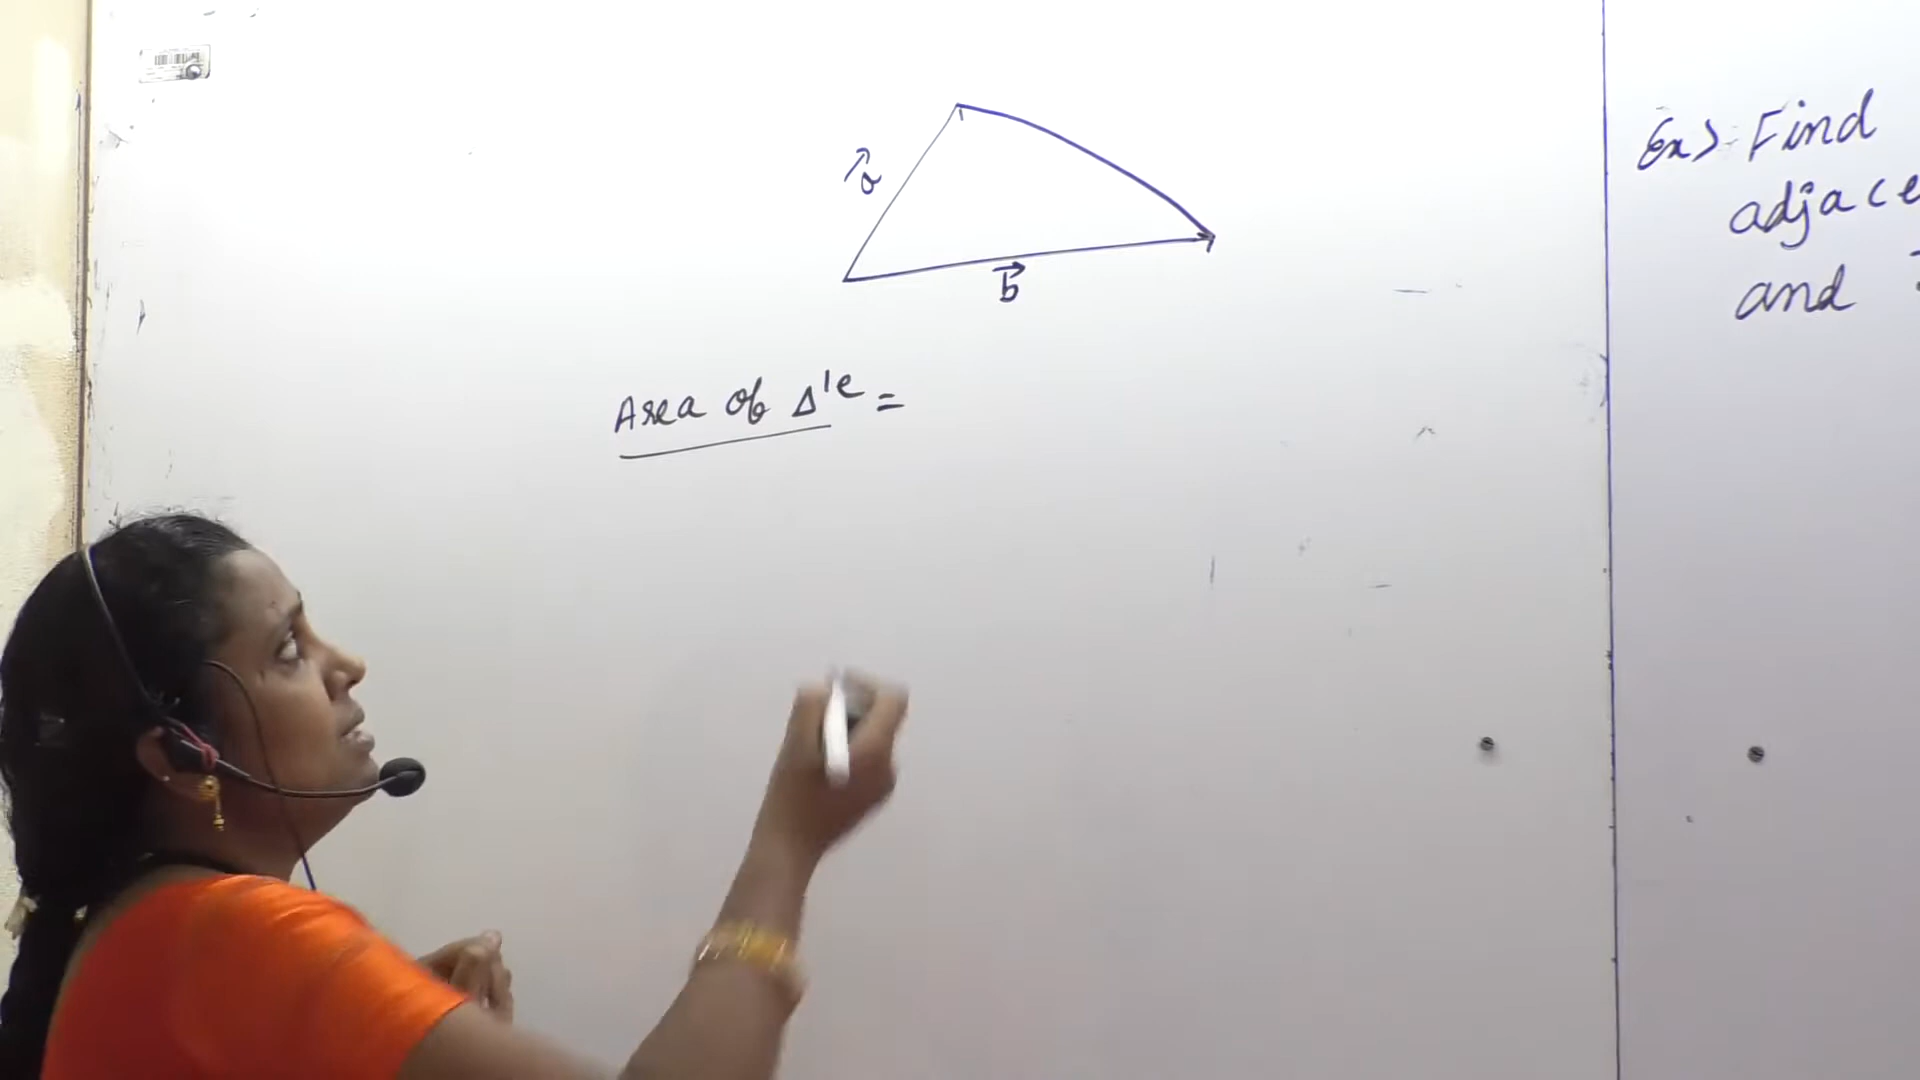 a
b
Area of Δ'e =
Ex> Find
adjace
and